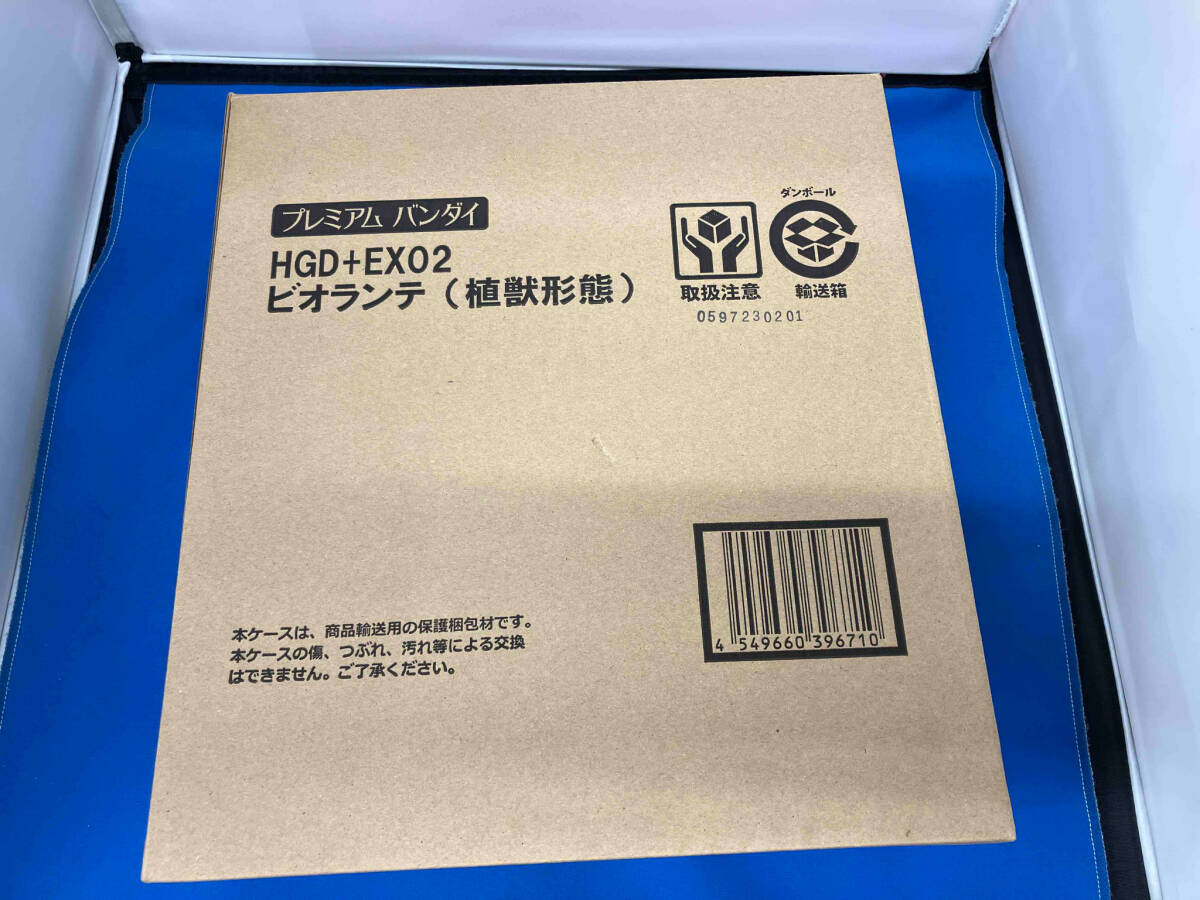 プレミアム バンダイ
HGD+EX02
ビオランテ（植獣形態）
取扱注意
ダンボール
輸送箱
0597230201
4 549660 396710
本ケースは、商品輸送用の保護梱包材です。
本ケースの傷、つぶれ、汚れ等による交換
はできません。ご了承ください。